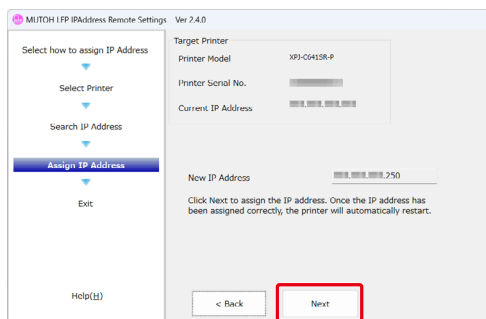 MUTOH LFP IPAddress Remote Settings Ver 2.4.0
Select how to assign IP Address
Select Printer
Search IP Address
Assign IP Address
Exit
Help(H)
Target Printer
Printer Model XPJ-C641SR-P
Printer Serial No.
Current IP Address
New IP Address .250
Click Next to assign the IP address. Once the IP address has
been assigned correctly, the printer will automatically restart.
< Back Next